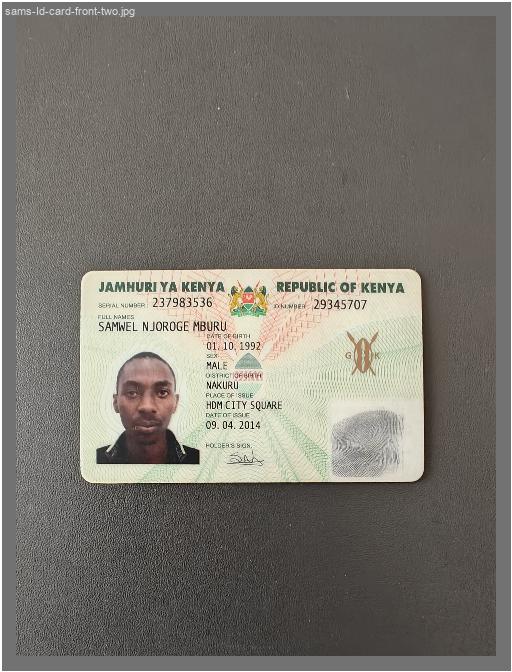 sams-Id-card-front-two.jpg
JAMHURI YA KENYA REPUBLIC OF KENYA
SERIAL NUMBER: 237983536 ID NUMBER: 29345707
FULL NAMES
SAMWEL NJOROGE MBURU
DATE OF BIRTH
01. 10. 1992
SEX
MALE
G K
DISTRICT OF BIRTH
NAKURU
PLACE OF ISSUE
HDM CITY SQUARE
DATE OF ISSUE
09. 04. 2014
HOLDER'S SIGN.